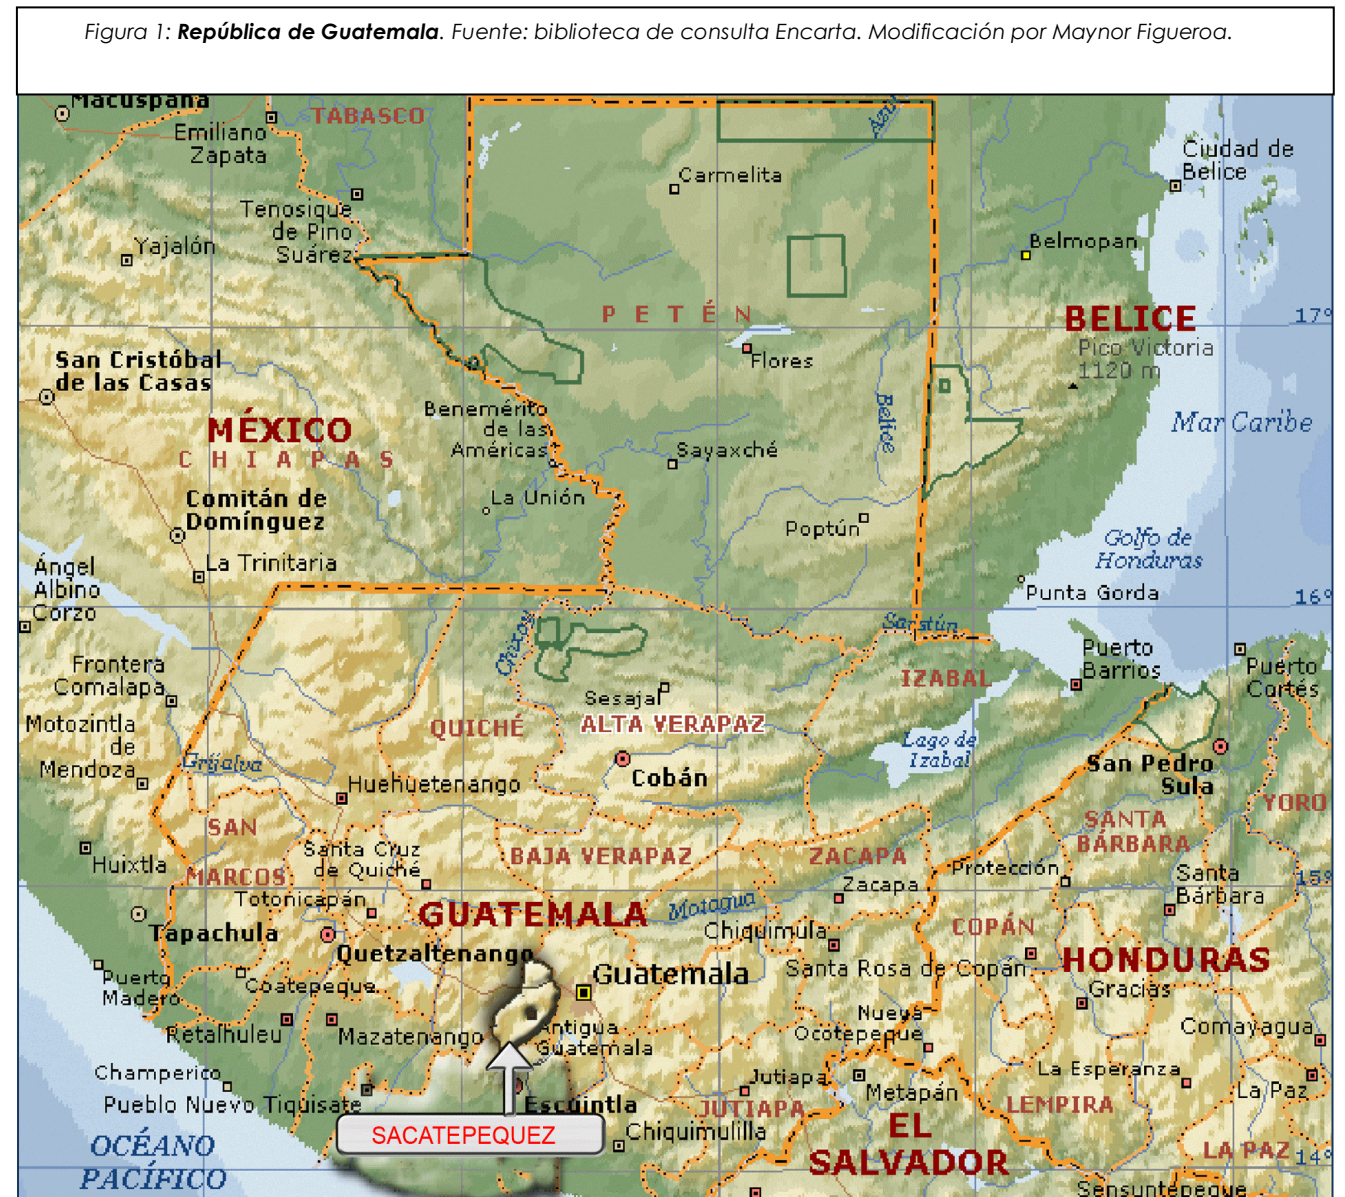 Figura 1: República de Guatemala. Fuente: biblioteca de consulta Encarta. Modificación por Maynor Figueroa.
Macuspana
TABASCO
Emiliano
Zapata
Azul
Ciudad de
Belice
Carmelita
Tenosique
de Pino
Suárez
Yajalón
Belmopan
PETÉN
BELICE
17°
Pico Victoria
1120 m
San Cristóbal
de las Casas
Flores
Belice
Mar Caribe
MÉXICO
CHIAPAS
Benemérito
de las
Américas
Sayaxché
Comitán de
Domínguez
La Unión
Poptún
Golfo de
Honduras
La Trinitaria
Ángel
Albino
Corzo
Punta Gorda
16°
Chixoy
Sarstún
Puerto
Barrios
Puerto
Cortés
Frontera
Comalapa
IZABAL
Sesajal
Motozintla
de
Mendoza
QUICHÉ
ALTA VERAPAZ
Lago de
Izabal
Grijalva
Cobán
San Pedro
Sula
Huehuetenango
YORO
SAN
MARCOS
SANTA
BÁRBARA
Huixtla
Santa Cruz
de Quiché
BAJA VERAPAZ
ZACAPA
Protección
Santa
Bárbara
15°
Totonicapán
Zacapa
Tapachula
GUATEMALA
Motagua
Chiquimula
COPÁN
Quetzaltenango
HONDURAS
Puerto
Madero
Coatepeque
Guatemala
Santa Rosa de Copán
Gracias
Retalhuleu
Mazatenango
Antigua
Guatemala
Nueva
Ocotepeque
Comayagua
Champerico
Jutiapa
Metapán
La Esperanza
La Paz
Pueblo Nuevo Tiquisate
Escuintla
JUTIAPA
LEMPIRA
SACATEPEQUEZ
Chiquimulilla
EL
SALVADOR
OCÉANO
PACÍFICO
LA PAZ
14°
Sensuntepeque